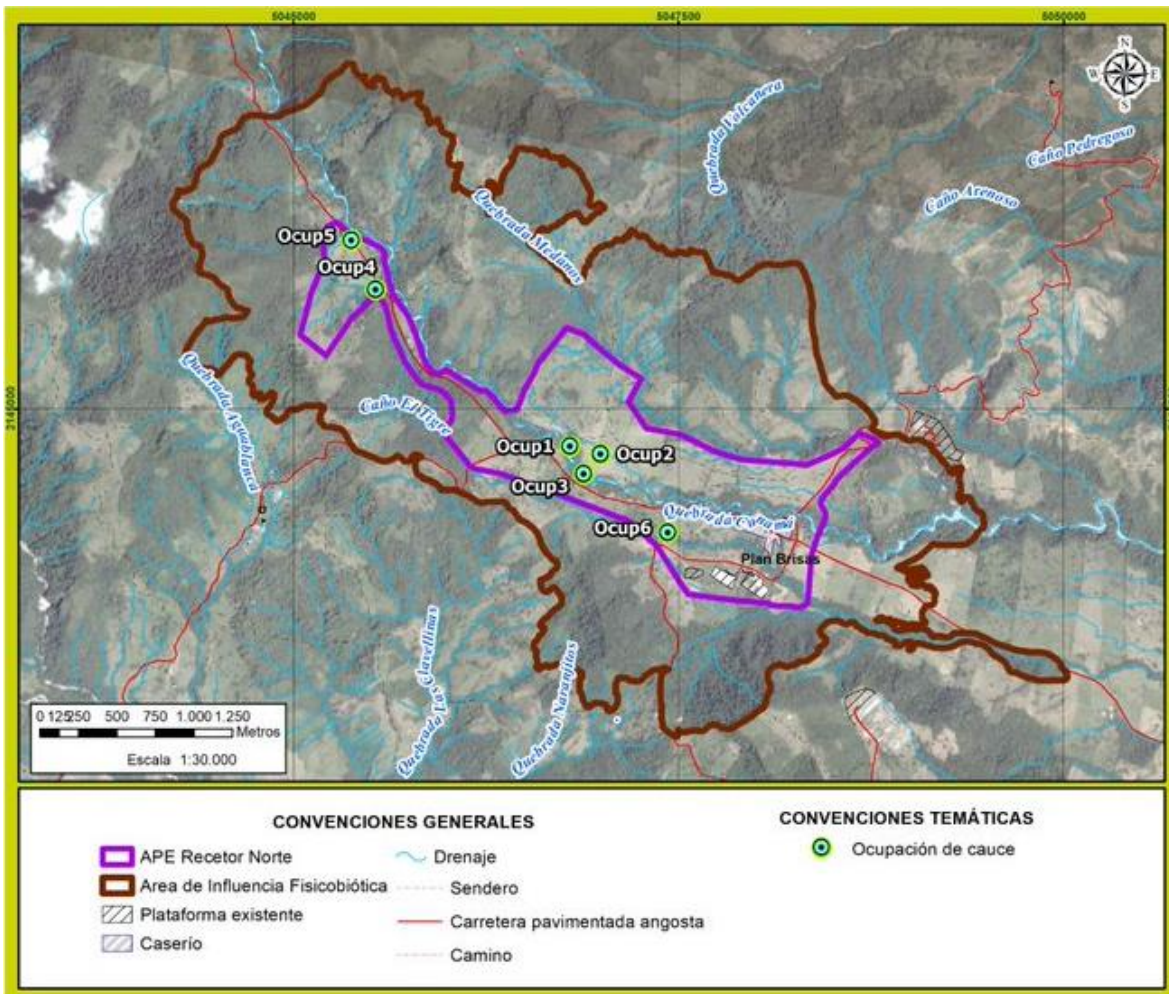 5045000
5047500
5050000
N
W E
S
Quebrada Volcanera
Caño Pedregoso
Caño Arenoso
Quebrada Medanos
Ocup5
Ocup4
2145000
Quebrada Aguablanca
Caño El Tigre
Ocup1
Ocup2
Ocup3
Ocup6
Plan Brisas
Quebrada Las Clavellinas
Quebrada Naranjitos
0 125 250 500 750 1.000 1.250
Metros
Escala 1:30.000
CONVENCIONES GENERALES
APE Recetor Norte
Area de Influencia Fisicobiótica
Plataforma existente
Caserío
Drenaje
Sendero
Carretera pavimentada angosta
Camino
CONVENCIONES TEMÁTICAS
Ocupación de cauce